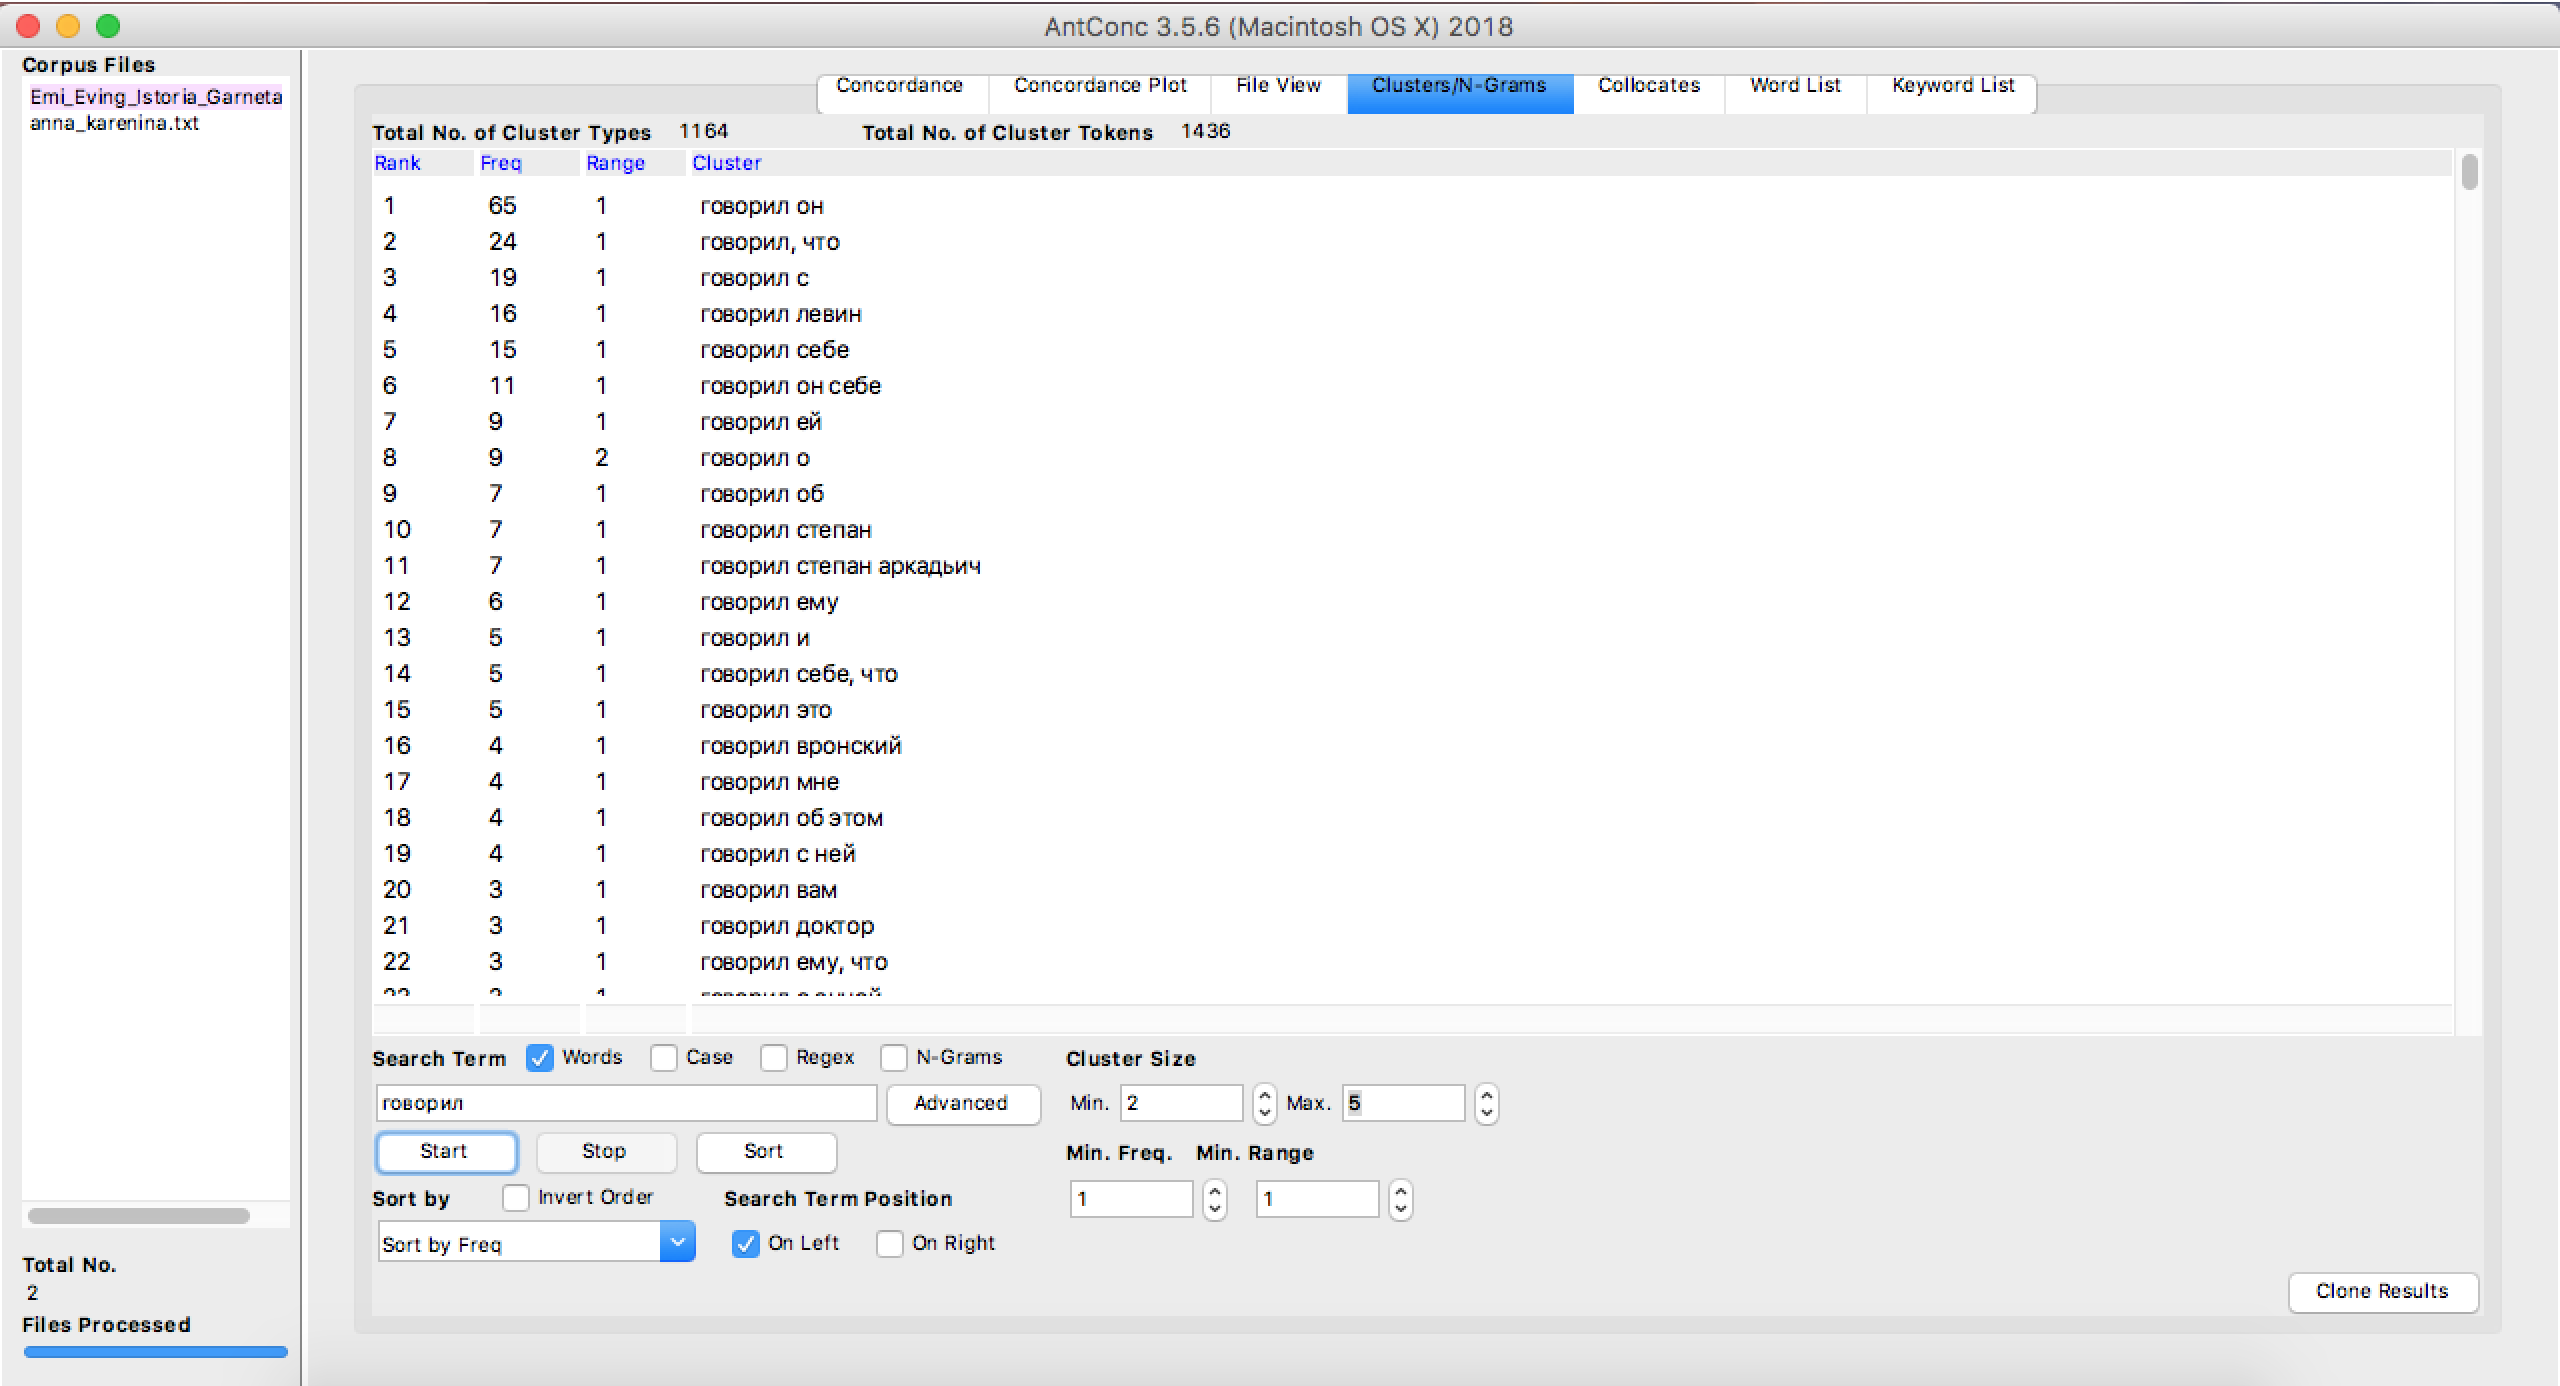 AntConc 3.5.6 (Macintosh OS X) 2018
Corpus Files
Emi_Eving_Istoria_Garneta
anna_karenina.txt
Concordance Concordance Plot File View Clusters/N-Grams Collocates Word List Keyword List
Total No. of Cluster Types 1164 Total No. of Cluster Tokens 1436
Rank Freq Range Cluster
1 65 1 говорил он
2 24 1 говорил, что
3 19 1 говорил с
4 16 1 говорил левин
5 15 1 говорил себе
6 11 1 говорил он себе
7 9 1 говорил ей
8 9 2 говорил о
9 7 1 говорил об
10 7 1 говорил степан
11 7 1 говорил степан аркадьич
12 6 1 говорил ему
13 5 1 говорил и
14 5 1 говорил себе, что
15 5 1 говорил это
16 4 1 говорил вронский
17 4 1 говорил мне
18 4 1 говорил об этом
19 4 1 говорил с ней
20 3 1 говорил вам
21 3 1 говорил доктор
22 3 1 говорил ему, что
Search Term Words Case Regex N-Grams Cluster Size
говорил Advanced Min. 2 Max. 5
Start Stop Sort Min. Freq. Min. Range
Sort by Invert Order Search Term Position 1 1
Sort by Freq On Left On Right
Total No.
2
Files Processed
Clone Results